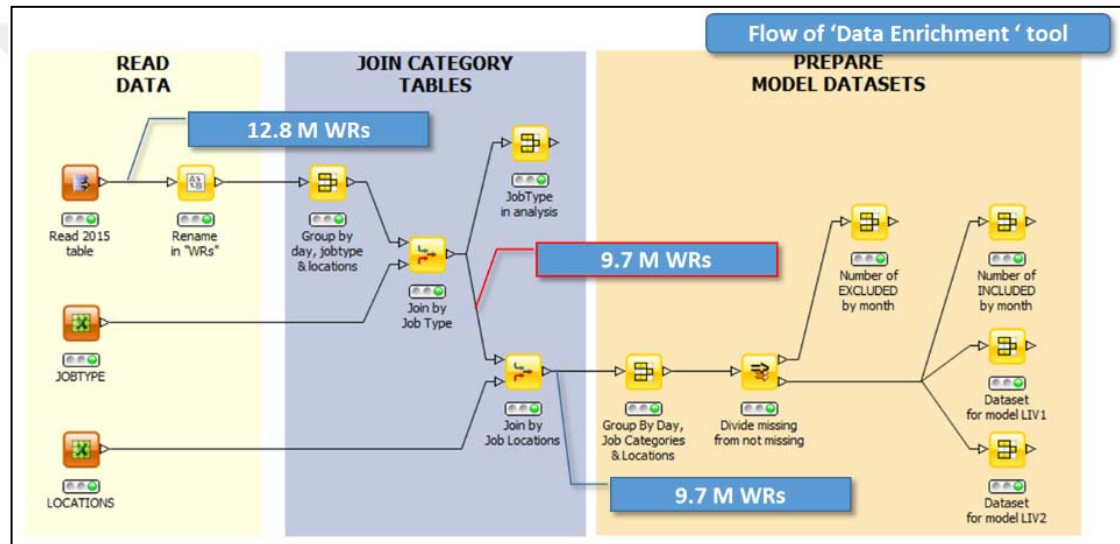 Flow of ‘Data Enrichment ‘ tool
READ
DATA
JOIN CATEGORY
TABLES
PREPARE
MODEL DATASETS
12.8 M WRs
Read 2015
table
Rename
in "WRs"
Group by
day, jobtype
& locations
JobType
in analysis
Join by
Job Type
9.7 M WRs
Number of
EXCLUDED
by month
Number of
INCLUDED
by month
JOBTYPE
Join by
Job Locations
Group By Day,
Job Categories
& Locations
Divide missing
from not missing
Dataset
for model LIV1
LOCATIONS
9.7 M WRs
Dataset
for model LIV2